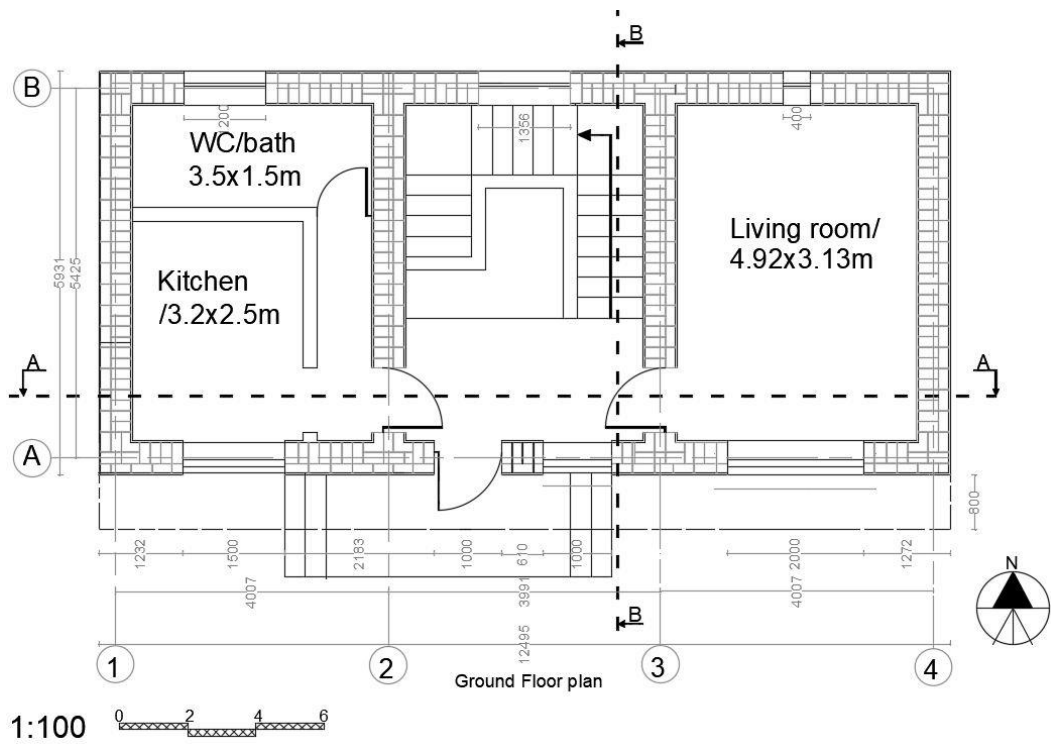 B
B
1200
1356
400
WC/bath
3.5x1.5m
Living room/
4.92x3.13m
Kitchen
/3.2x2.5m
5931
5425
A
A
A
800
1232
1500
2183
1000
610
1000
2000
1272
4007
3991
4007
N
B
12495
1
2
3
4
Ground Floor plan
1:100
0
2
4
6